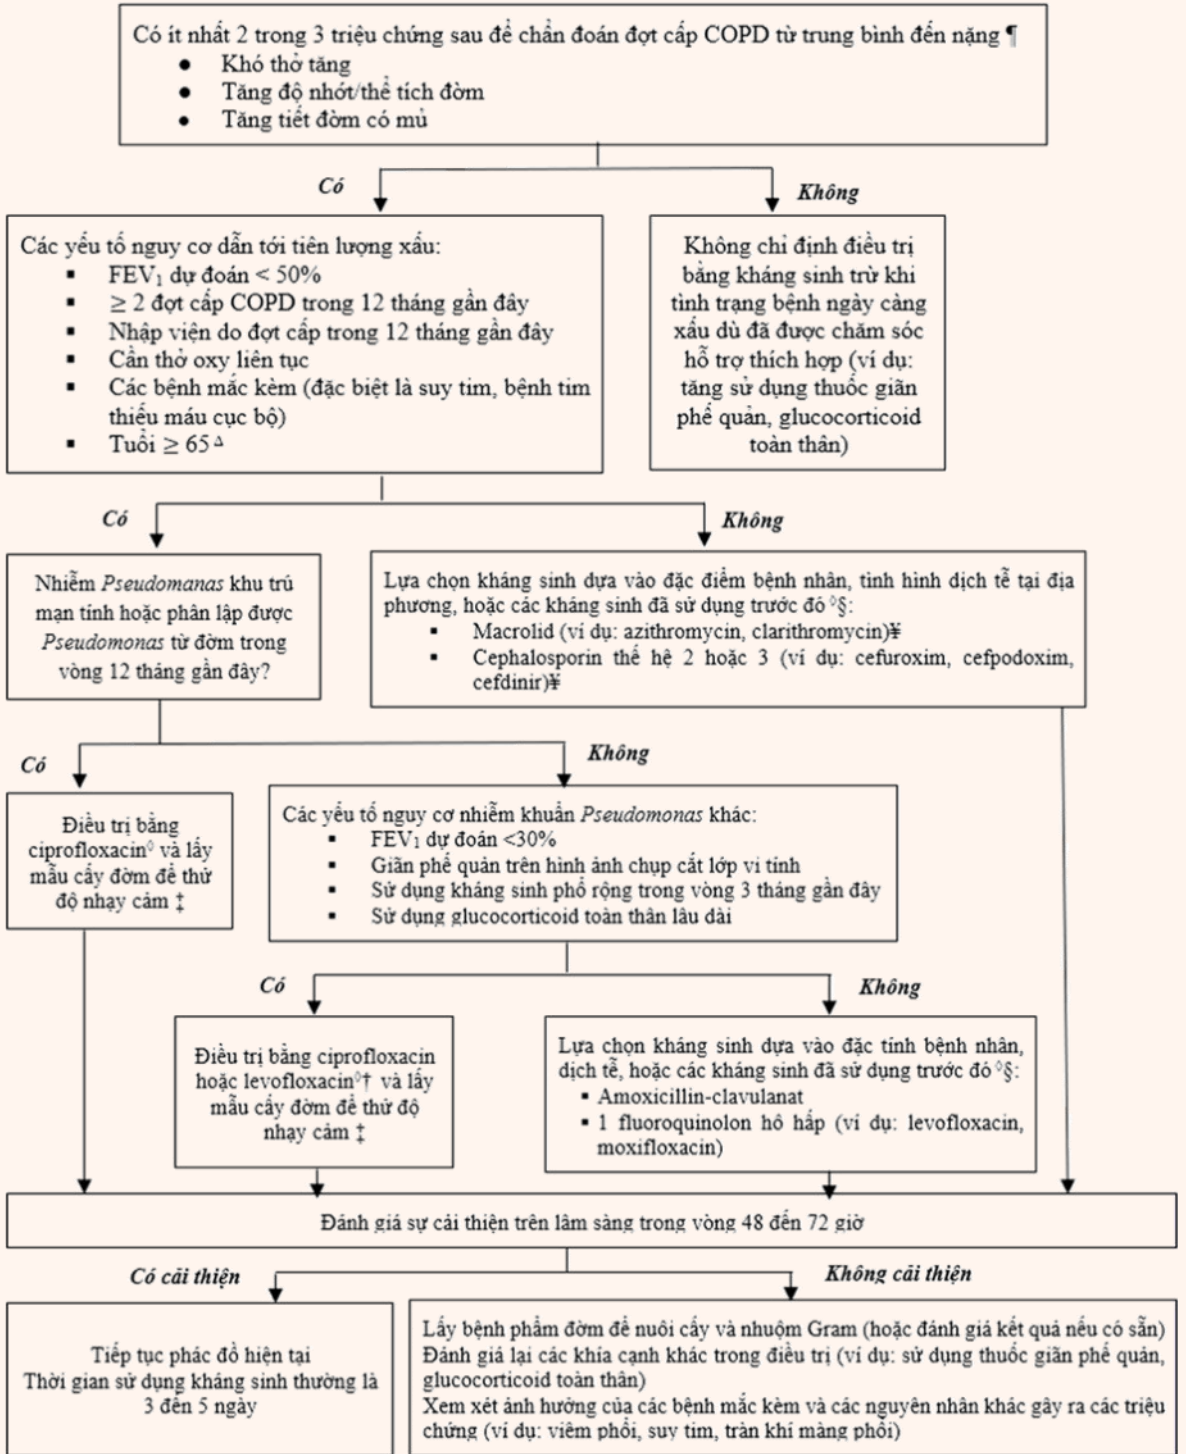 Có ít nhất 2 trong 3 triệu chứng sau để chẩn đoán đợt cấp COPD từ trung bình đến nặng ¶
● Khó thở tăng
● Tăng độ nhớt/thể tích đờm
● Tăng tiết đờm có mủ
Có
Không
Các yếu tố nguy cơ dẫn tới tiên lượng xấu:
▪ FEV₁ dự đoán < 50%
▪ ≥ 2 đợt cấp COPD trong 12 tháng gần đây
▪ Nhập viện do đợt cấp trong 12 tháng gần đây
▪ Cần thở oxy liên tục
▪ Các bệnh mắc kèm (đặc biệt là suy tim, bệnh tim
thiếu máu cục bộ)
▪ Tuổi ≥ 65 ᐞ
Không chỉ định điều trị
bằng kháng sinh trừ khi
tình trạng bệnh ngày càng
xấu dù đã được chăm sóc
hỗ trợ thích hợp (ví dụ:
tăng sử dụng thuốc giãn
phế quản, glucocorticoid
toàn thân)
Có
Không
Nhiễm Pseudomanas khu trú
mạn tính hoặc phân lập được
Pseudomonas từ đờm trong
vòng 12 tháng gần đây?
Lựa chọn kháng sinh dựa vào đặc điểm bệnh nhân, tình hình dịch tễ tại địa
phương, hoặc các kháng sinh đã sử dụng trước đó ◊§:
▪ Macrolid (ví dụ: azithromycin, clarithromycin)¥
▪ Cephalosporin thế hệ 2 hoặc 3 (ví dụ: cefuroxim, cefpodoxim,
cefdinir)¥
Có
Không
Điều trị bằng
ciprofloxacin◊ và lấy
mẫu cấy đờm để thử
độ nhạy cảm ‡
Các yếu tố nguy cơ nhiễm khuẩn Pseudomonas khác:
▪ FEV₁ dự đoán <30%
▪ Giãn phế quản trên hình ảnh chụp cắt lớp vi tính
▪ Sử dụng kháng sinh phổ rộng trong vòng 3 tháng gần đây
▪ Sử dụng glucocorticoid toàn thân lâu dài
Có
Không
Điều trị bằng ciprofloxacin
hoặc levofloxacin◊† và lấy
mẫu cấy đờm để thử độ
nhạy cảm ‡
Lựa chọn kháng sinh dựa vào đặc tính bệnh nhân,
dịch tễ, hoặc các kháng sinh đã sử dụng trước đó ◊§:
▪ Amoxicillin-clavulanat
▪ 1 fluoroquinolon hô hấp (ví dụ: levofloxacin,
moxifloxacin)
Đánh giá sự cải thiện trên lâm sàng trong vòng 48 đến 72 giờ
Có cải thiện
Không cải thiện
Tiếp tục phác đồ hiện tại
Thời gian sử dụng kháng sinh thường là
3 đến 5 ngày
Lấy bệnh phẩm đờm để nuôi cấy và nhuộm Gram (hoặc đánh giá kết quả nếu có sẵn)
Đánh giá lại các khía cạnh khác trong điều trị (ví dụ: sử dụng thuốc giãn phế quản,
glucocorticoid toàn thân)
Xem xét ảnh hưởng của các bệnh mắc kèm và các nguyên nhân khác gây ra các triệu
chứng (ví dụ: viêm phổi, suy tim, tràn khí màng phổi)